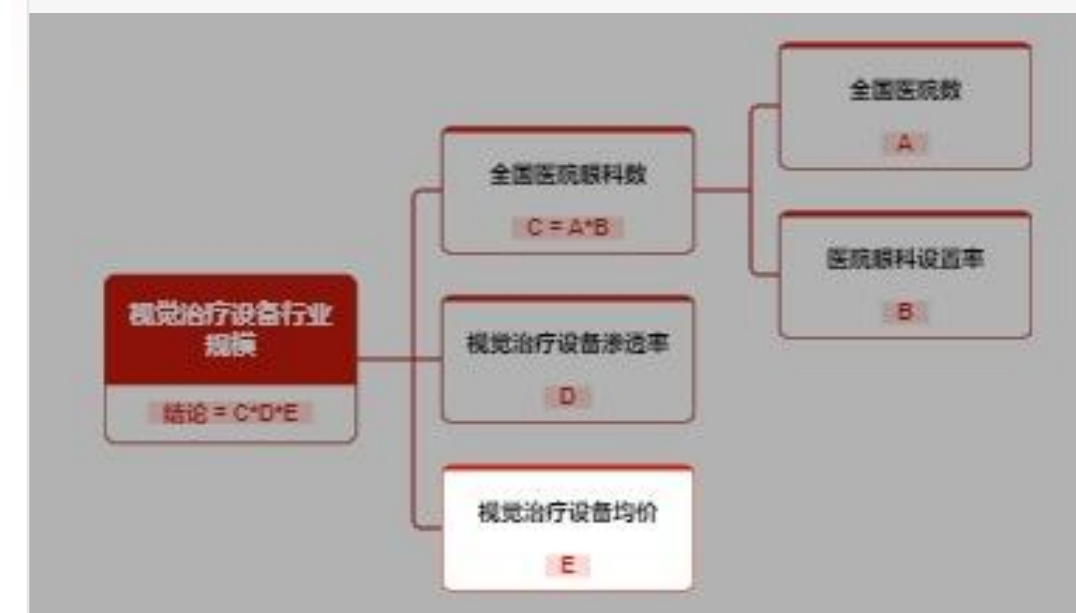 全国医院数
A
全国医院眼科数
C = A*B
医院眼科设置率
B
视觉治疗设备行业
规模
结论 = C*D*E
视觉治疗设备渗透率
D
视觉治疗设备均价
E